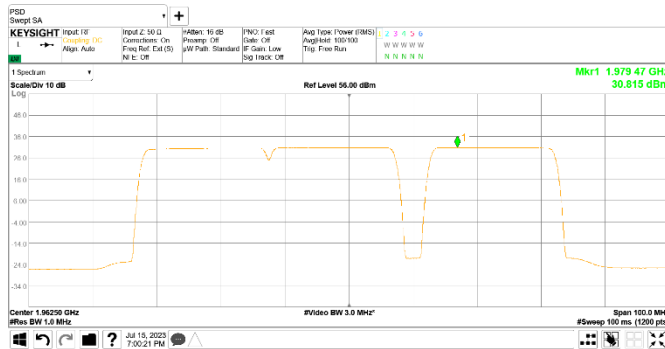 PSD
Swept SA
KEYSIGHT
Input: RF
Coupling: DC
Align: Auto
Input Z: 50 Ω
Corrections: On
Freq Ref: Ext (S)
NFE: Off
#Atten: 16 dB
Preamp: Off
µW Path: Standard
PNO: Fast
Gate: Off
IF Gain: Low
Sig Track: Off
Avg Type: Power (RMS)
Avg|Hold: 100/100
Trig: Free Run
1 2 3 4 5 6
W W W W W W
N N N N N N
1 Spectrum
Scale/Div 10 dB
Ref Level 56.00 dBm
Mkr1 1.979 47 GHz
30.815 dBm
Log
46.0
36.0
26.0
16.0
6.00
-4.00
-14.0
-24.0
-34.0
1
Center 1.96250 GHz
#Res BW 1.0 MHz
#Video BW 3.0 MHz*
Span 100.0 MHz
#Sweep 100 ms (1200 pts)
Jul 15, 2023
7:00:21 PM